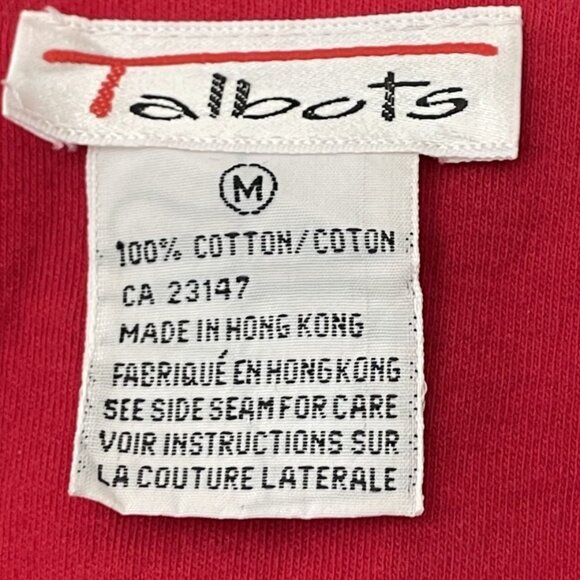 Talbots
M
100% COTTON/COTON
CA 23147
MADE IN HONG KONG
FABRIQUÉ EN HONG KONG
SEE SIDE SEAM FOR CARE
VOIR INSTRUCTIONS SUR
LA COUTURE LATERALE